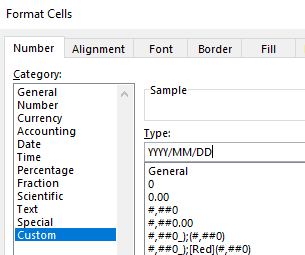 Format Cells
Number Alignment Font Border Fill
Category:
General
Number
Currency
Accounting
Date
Time
Percentage
Fraction
Scientific
Text
Special
Custom
Sample
Type:
YYYY/MM/DD
General
0
0.00
#,##0
#,##0.00
#,##0_);(#,##0)
#,##0_);[Red](#,##0)